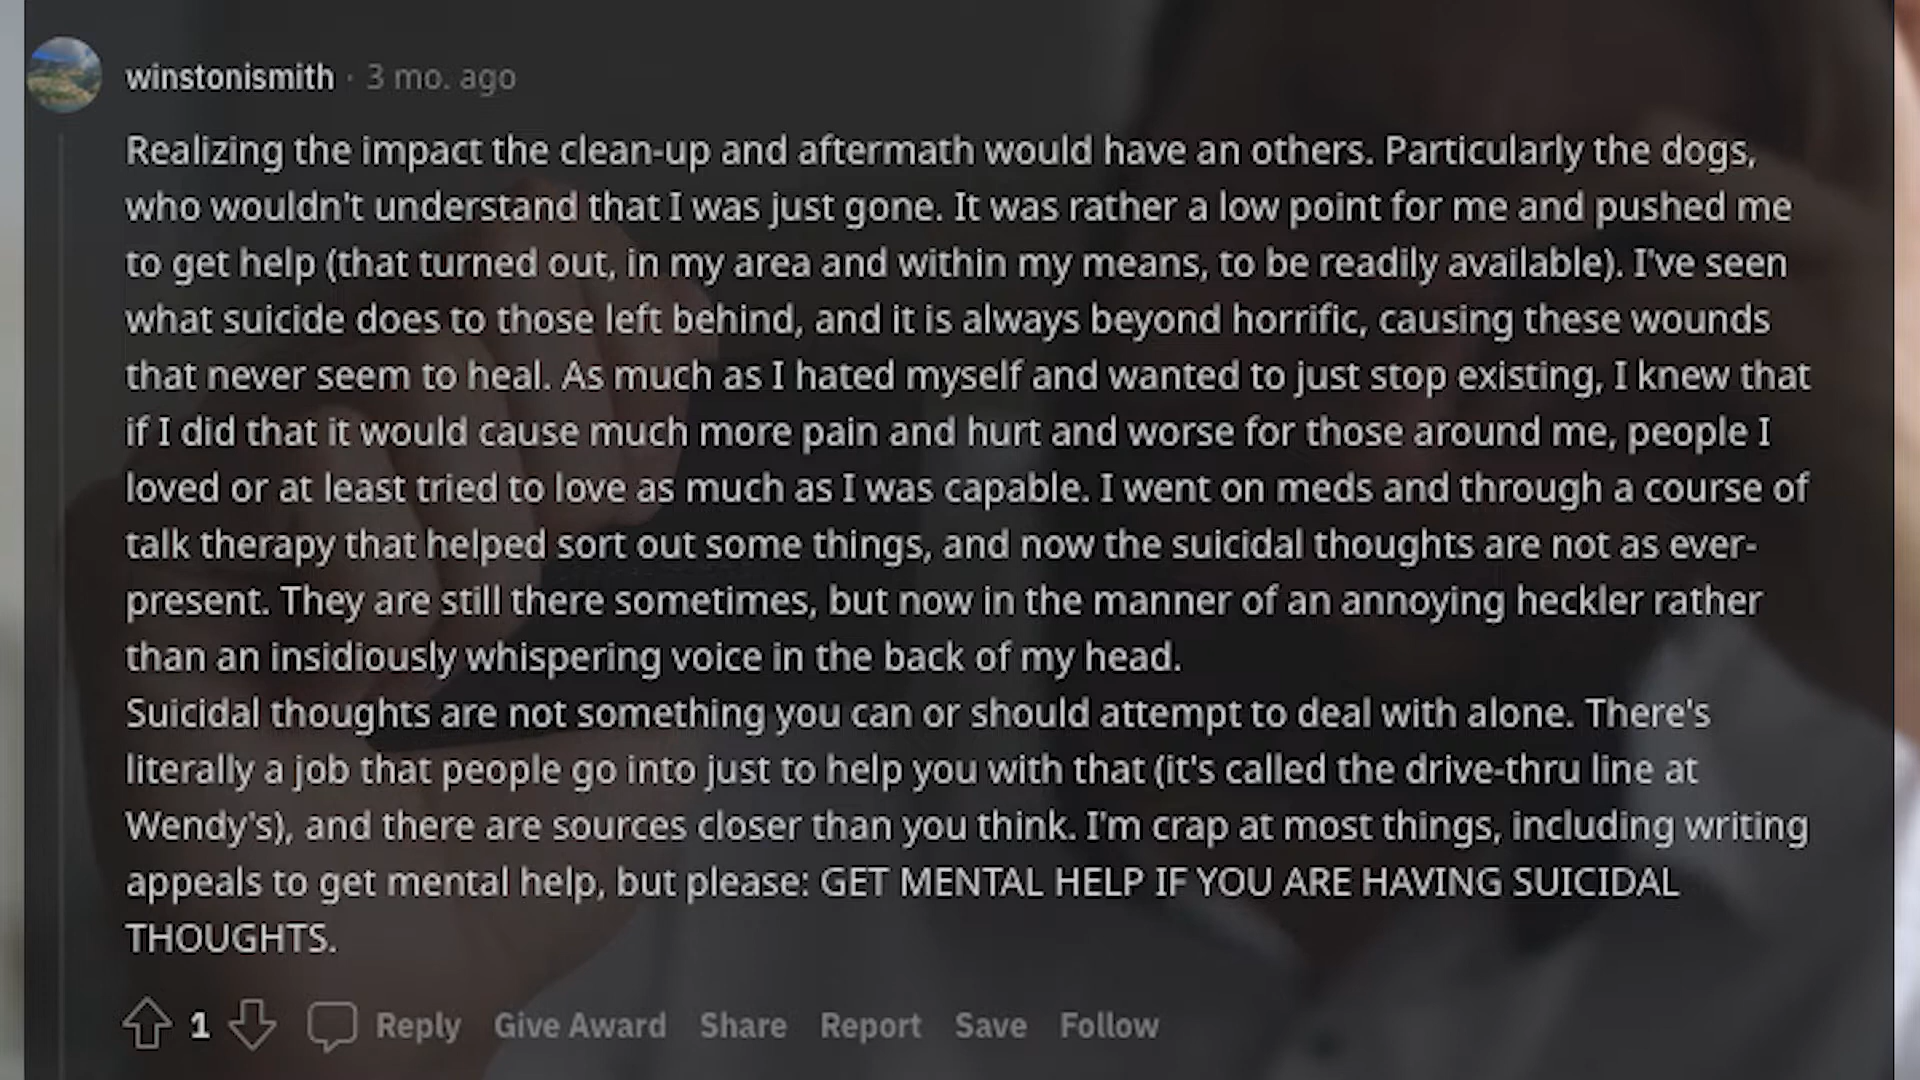 winstonismith · 3 mo. ago
Realizing the impact the clean-up and aftermath would have an others. Particularly the dogs,
who wouldn't understand that I was just gone. It was rather a low point for me and pushed me
to get help (that turned out, in my area and within my means, to be readily available). I've seen
what suicide does to those left behind, and it is always beyond horrific, causing these wounds
that never seem to heal. As much as I hated myself and wanted to just stop existing, I knew that
if I did that it would cause much more pain and hurt and worse for those around me, people I
loved or at least tried to love as much as I was capable. I went on meds and through a course of
talk therapy that helped sort out some things, and now the suicidal thoughts are not as ever-
present. They are still there sometimes, but now in the manner of an annoying heckler rather
than an insidiously whispering voice in the back of my head.
Suicidal thoughts are not something you can or should attempt to deal with alone. There's
literally a job that people go into just to help you with that (it's called the drive-thru line at
Wendy's), and there are sources closer than you think. I'm crap at most things, including writing
appeals to get mental help, but please: GET MENTAL HELP IF YOU ARE HAVING SUICIDAL
THOUGHTS.
1 Reply Give Award Share Report Save Follow